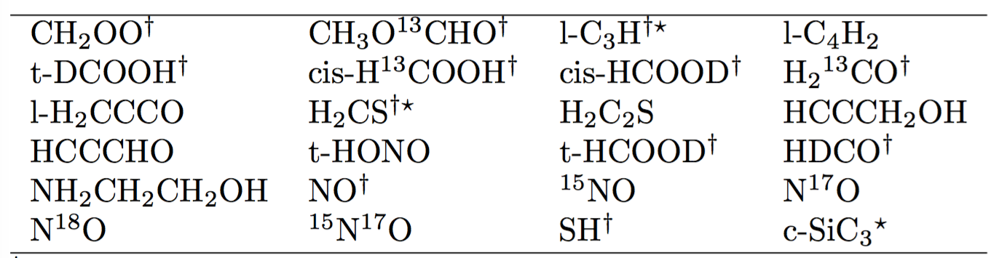 CH₂OO† CH₃O¹³CHO† l-C₃H†⋆ l-C₄H₂
t-DCOOH† cis-H¹³COOH† cis-HCOOD† H₂¹³CO†
l-H₂CCCO H₂CS†⋆ H₂C₂S HCCCH₂OH
HCCCHO t-HONO t-HCOOD† HDCO†
NH₂CH₂CH₂OH NO† ¹⁵NO N¹⁷O
N¹⁸O ¹⁵N¹⁷O SH† c-SiC₃⋆